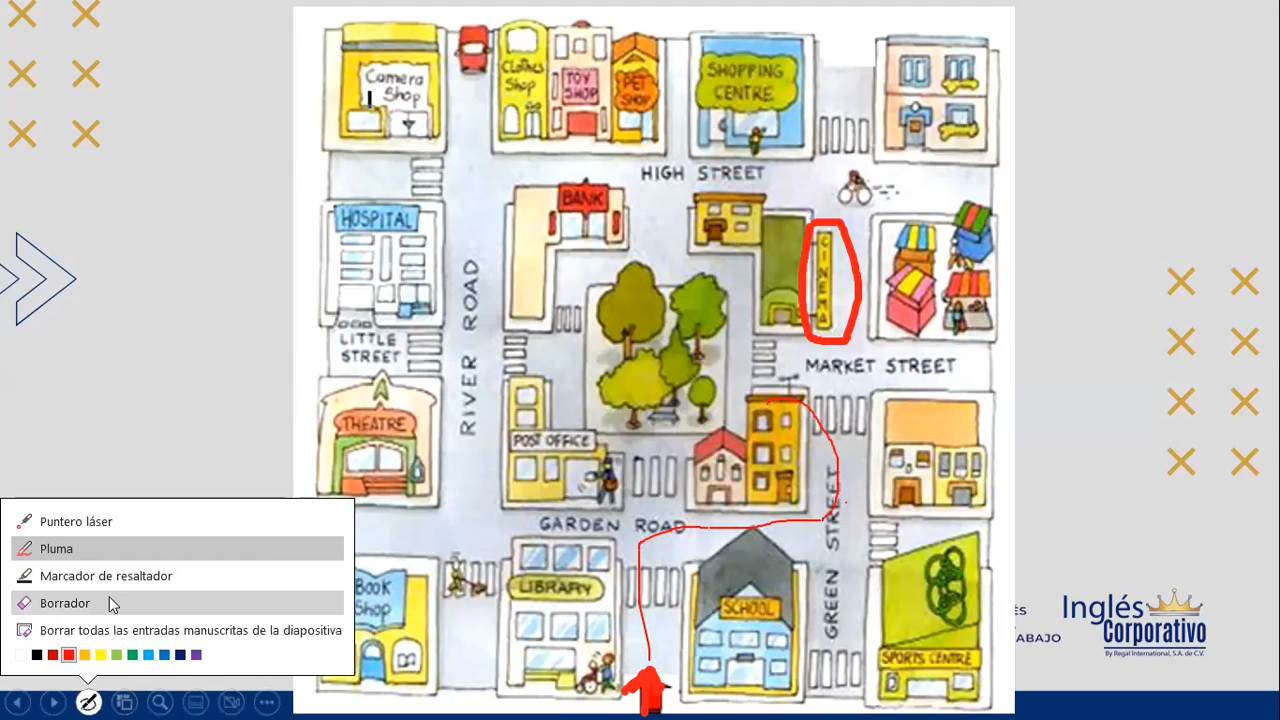 Camera
Shop
Clothes
Shop
TOY
SHOP
PET
SHOP
SHOPPING
CENTRE
HIGH STREET
HOSPITAL
BANK
CINEMA
RIVER ROAD
LITTLE
STREET
MARKET STREET
THEATRE
POST OFFICE
GARDEN ROAD
GREEN STREET
BOOK
Shop
LIBRARY
SCHOOL
SPORTS CENTRE
Puntero láser
Pluma
Marcador de resaltador
Borrador
Borrar todas las entradas manuscritas de la diapositiva
ÉS
ABAJO
Inglés
Corporativo
By Regal International, S.A. de C.V.